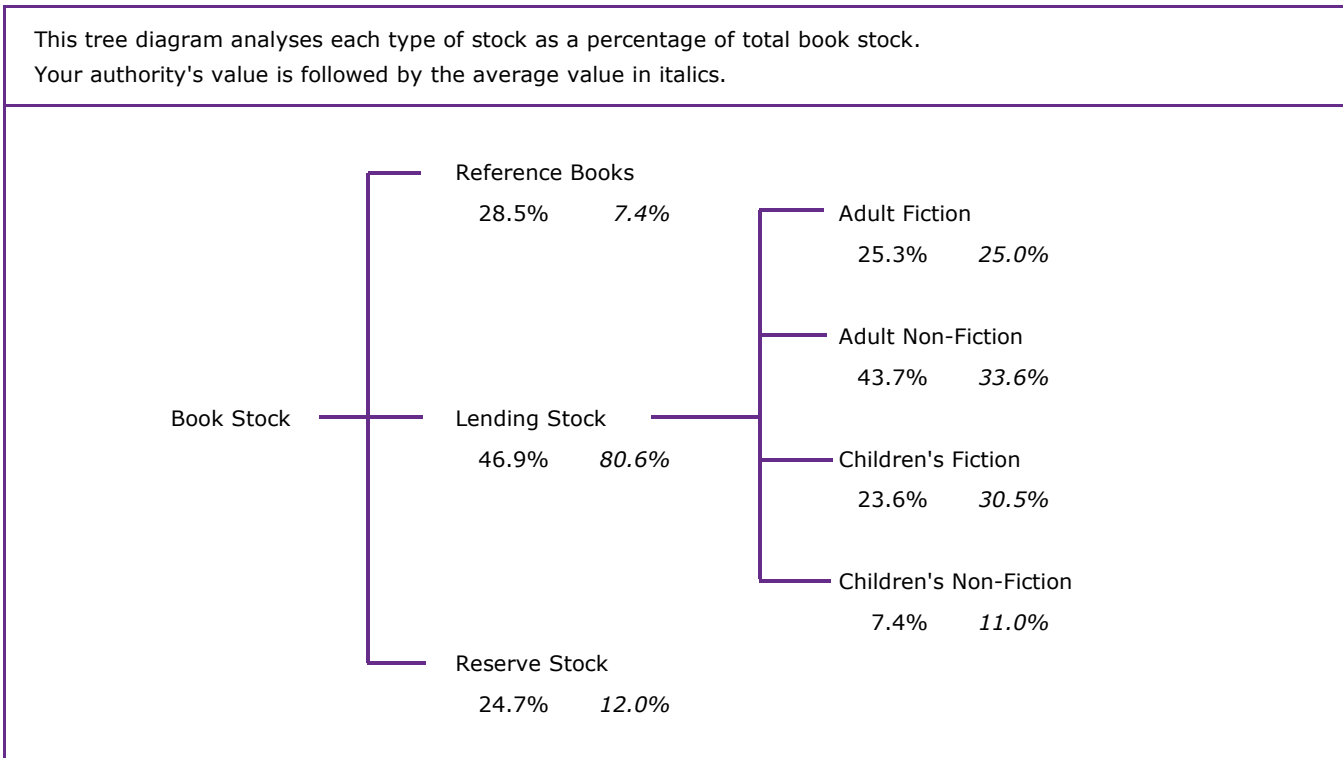 This tree diagram analyses each type of stock as a percentage of total book stock.
Your authority's value is followed by the average value in italics.
Reference Books
28.5% 7.4%
Adult Fiction
25.3% 25.0%
Adult Non-Fiction
43.7% 33.6%
Book Stock
Lending Stock
46.9% 80.6%
Children's Fiction
23.6% 30.5%
Children's Non-Fiction
7.4% 11.0%
Reserve Stock
24.7% 12.0%